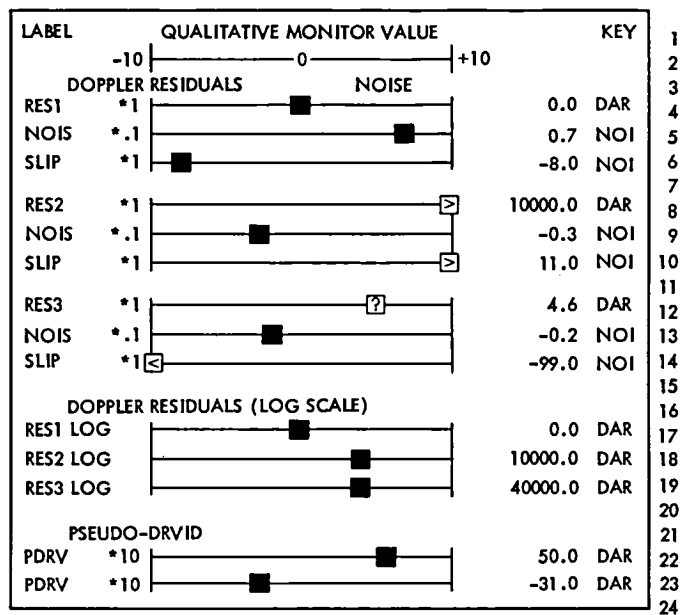 LABEL QUALITATIVE MONITOR VALUE KEY 1
-10 0 +10 2
DOPPLER RESIDUALS NOISE 3
RES1 *1 0.0 DAR 4
NOIS *.1 0.7 NOI 5
SLIP *1 -8.0 NOI 6
7
RES2 *1 > 10000.0 DAR 8
NOIS *.1 -0.3 NOI 9
SLIP *1 > 11.0 NOI 10
11
RES3 *1 ? 4.6 DAR 12
NOIS *.1 -0.2 NOI 13
SLIP *1 < -99.0 NOI 14
15
DOPPLER RESIDUALS (LOG SCALE) 16
RES1 LOG 0.0 DAR 17
RES2 LOG 10000.0 DAR 18
RES3 LOG 40000.0 DAR 19
20
PSEUDO-DRVID 21
PDRV *10 50.0 DAR 22
PDRV *10 -31.0 DAR 23
24